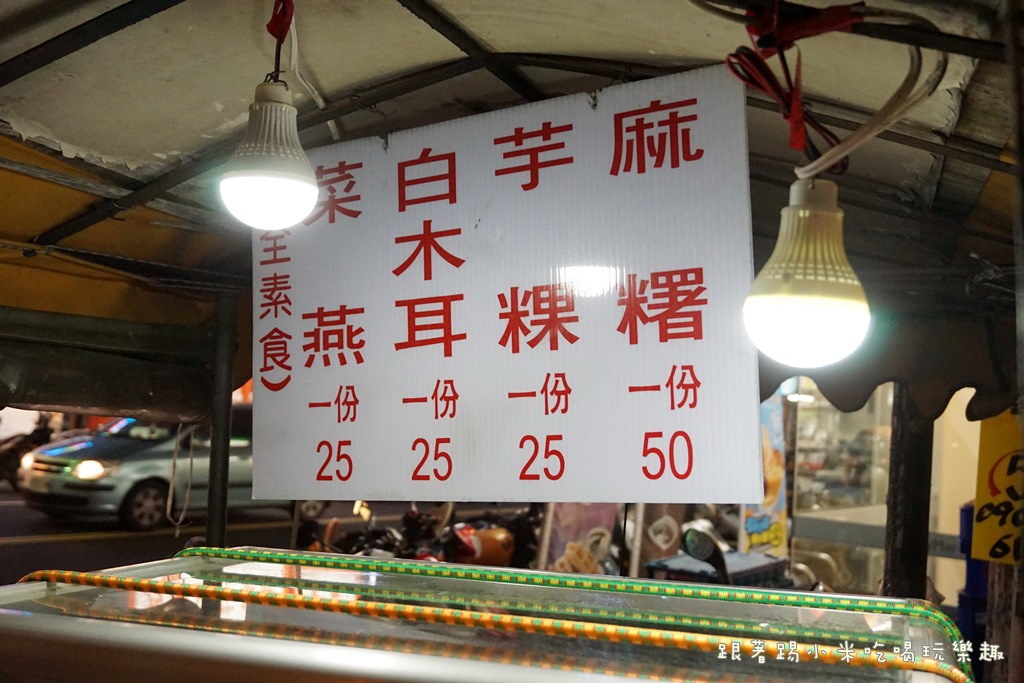 麻糬 一份 50
芋粿 一份 25
白木耳 一份 25
菜燕 一份 25
全素食)
跟著踢小米吃喝玩樂趣